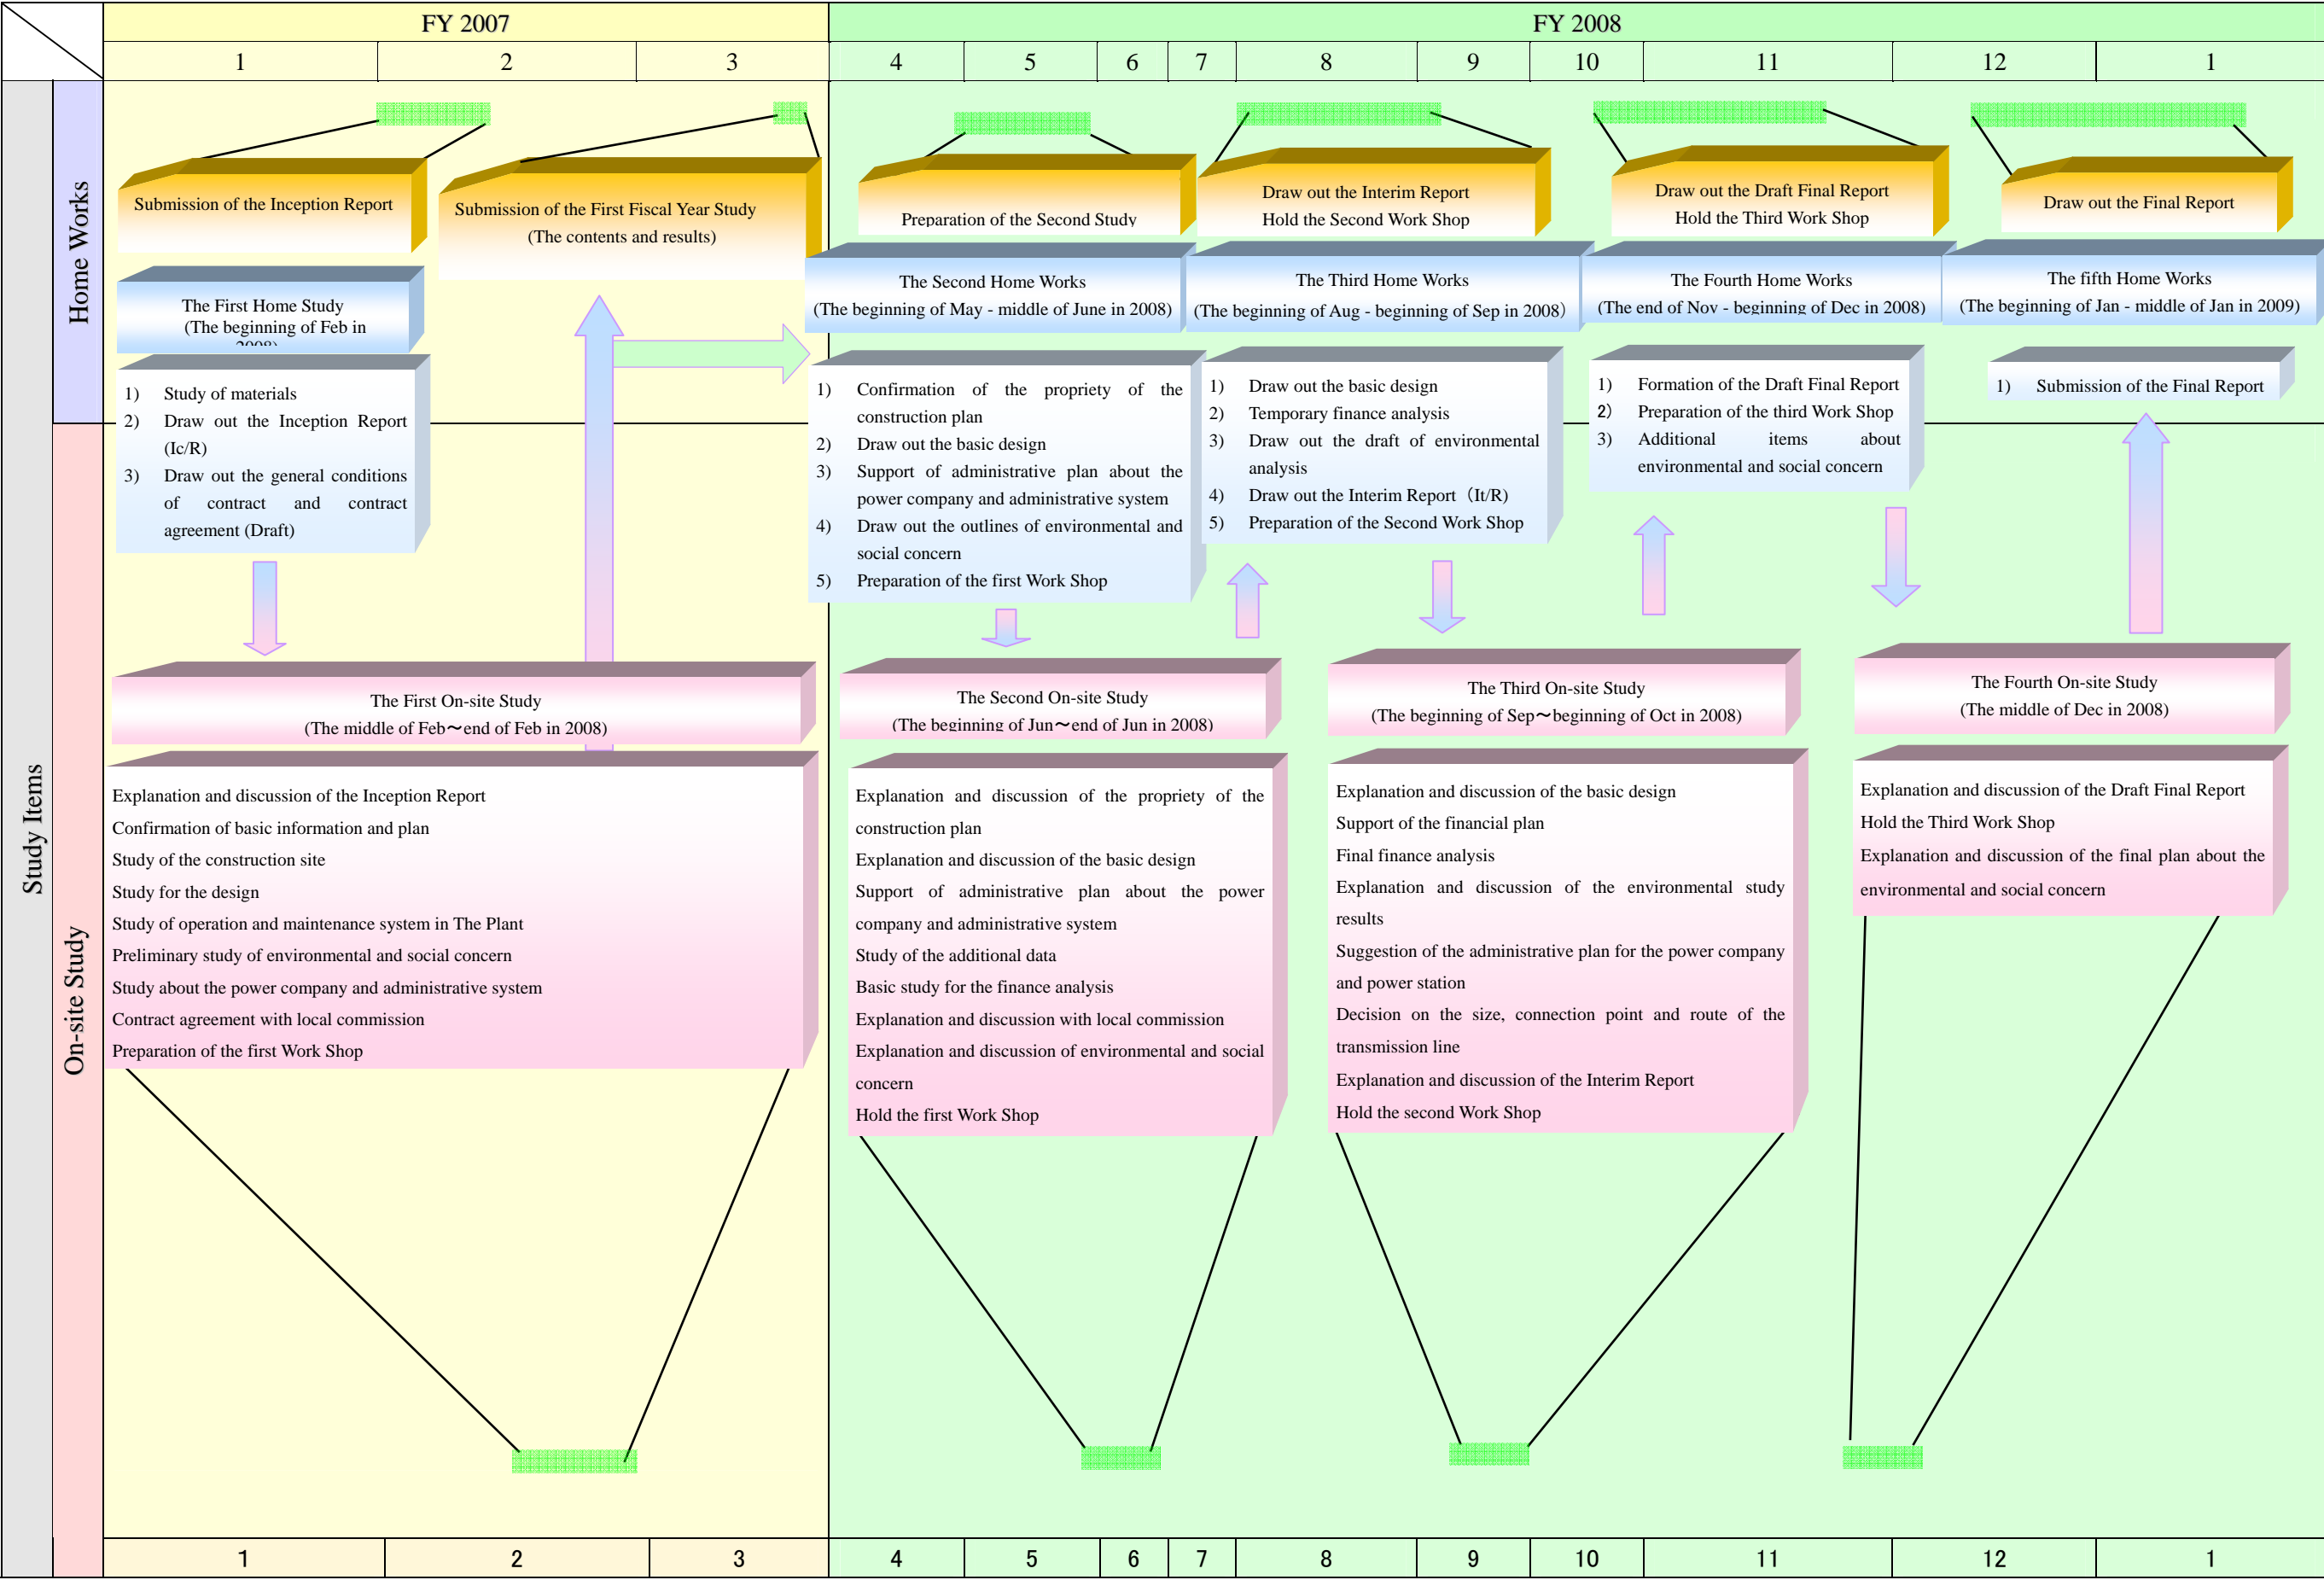 FY 2007
FY 2008
1
2
3
4
5
6
7
8
9
10
11
12
1
Study Items
Home Works
On-site Study
Submission of the Inception Report
Submission of the First Fiscal Year Study
(The contents and results)
Preparation of the Second Study
Draw out the Interim Report
Hold the Second Work Shop
Draw out the Draft Final Report
Hold the Third Work Shop
Draw out the Final Report
The First Home Study
(The beginning of Feb in
2008)
The Second Home Works
(The beginning of May - middle of June in 2008)
The Third Home Works
(The beginning of Aug - beginning of Sep in 2008)
The Fourth Home Works
(The end of Nov - beginning of Dec in 2008)
The fifth Home Works
(The beginning of Jan - middle of Jan in 2009)
1) Study of materials
2) Draw out the Inception Report
(Ic/R)
3) Draw out the general conditions
of contract and contract
agreement (Draft)
1) Confirmation of the propriety of the
construction plan
2) Draw out the basic design
3) Support of administrative plan about the
power company and administrative system
4) Draw out the outlines of environmental and
social concern
5) Preparation of the first Work Shop
1) Draw out the basic design
2) Temporary finance analysis
3) Draw out the draft of environmental
analysis
4) Draw out the Interim Report（It/R)
5) Preparation of the Second Work Shop
1) Formation of the Draft Final Report
2) Preparation of the third Work Shop
3) Additional items about
environmental and social concern
1) Submission of the Final Report
The First On-site Study
(The middle of Feb～end of Feb in 2008)
The Second On-site Study
(The beginning of Jun～end of Jun in 2008)
The Third On-site Study
(The beginning of Sep～beginning of Oct in 2008)
The Fourth On-site Study
(The middle of Dec in 2008)
Explanation and discussion of the Inception Report
Confirmation of basic information and plan
Study of the construction site
Study for the design
Study of operation and maintenance system in The Plant
Preliminary study of environmental and social concern
Study about the power company and administrative system
Contract agreement with local commission
Preparation of the first Work Shop
Explanation and discussion of the propriety of the
construction plan
Explanation and discussion of the basic design
Support of administrative plan about the power
company and administrative system
Study of the additional data
Basic study for the finance analysis
Explanation and discussion with local commission
Explanation and discussion of environmental and social
concern
Hold the first Work Shop
Explanation and discussion of the basic design
Support of the financial plan
Final finance analysis
Explanation and discussion of the environmental study
results
Suggestion of the administrative plan for the power company
and power station
Decision on the size, connection point and route of the
transmission line
Explanation and discussion of the Interim Report
Hold the second Work Shop
Explanation and discussion of the Draft Final Report
Hold the Third Work Shop
Explanation and discussion of the final plan about the
environmental and social concern
1
2
3
4
5
6
7
8
9
10
11
12
1